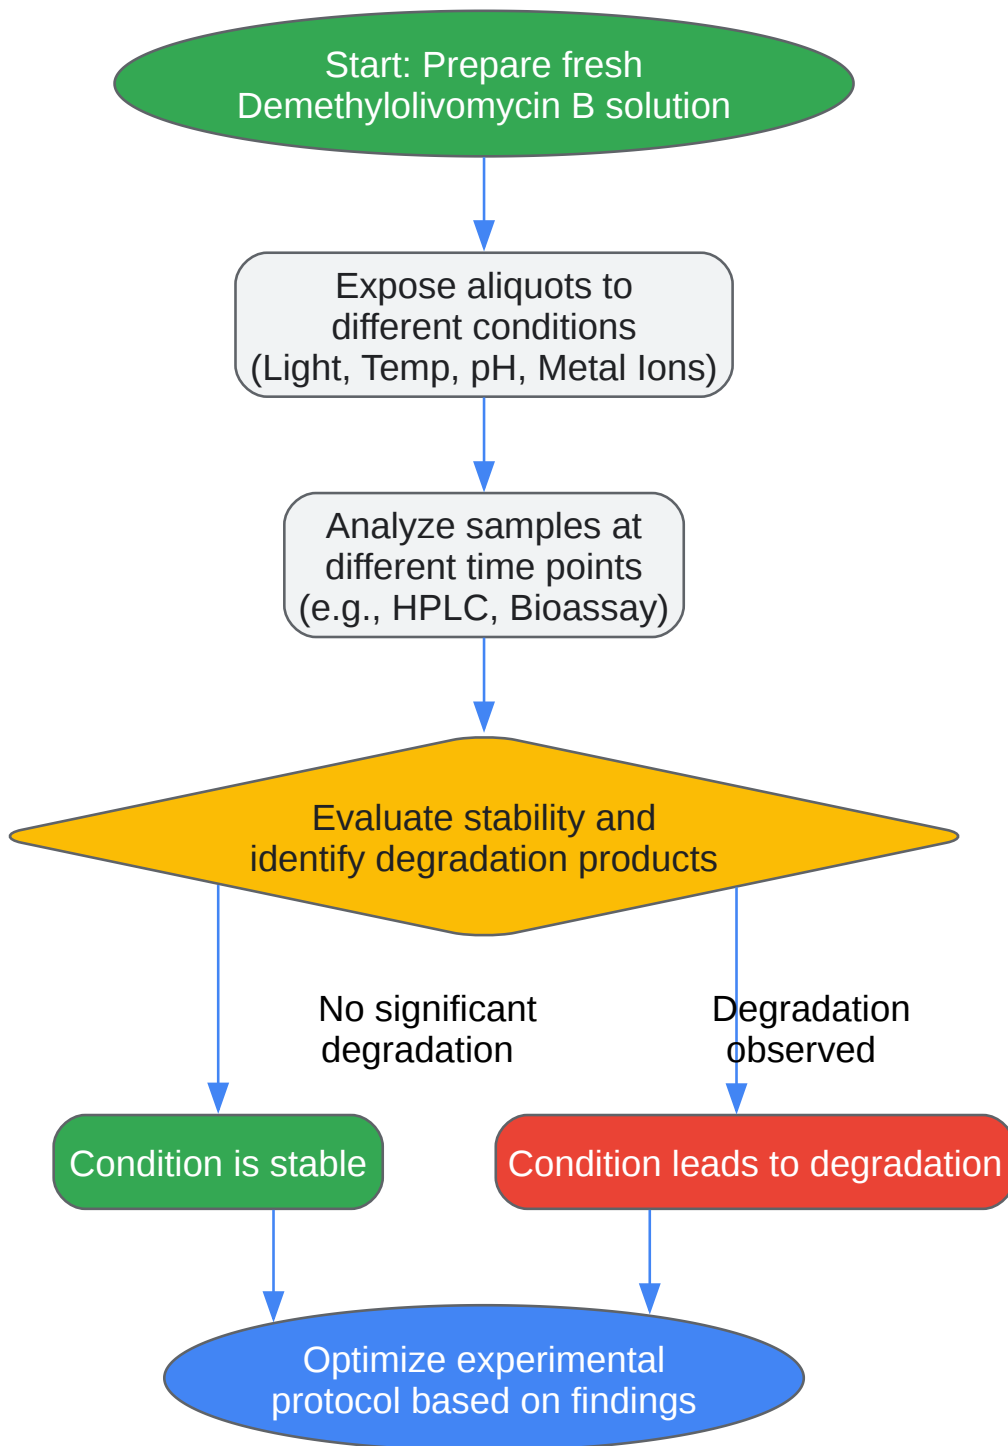 Start: Prepare fresh
Demethylolivomycin B solution
Expose aliquots to
different conditions
(Light, Temp, pH, Metal Ions)
Analyze samples at
different time points
(e.g., HPLC, Bioassay)
Evaluate stability and
identify degradation products
No significant
degradation
Degradation
observed
Condition is stable
Condition leads to degradation
Optimize experimental
protocol based on findings